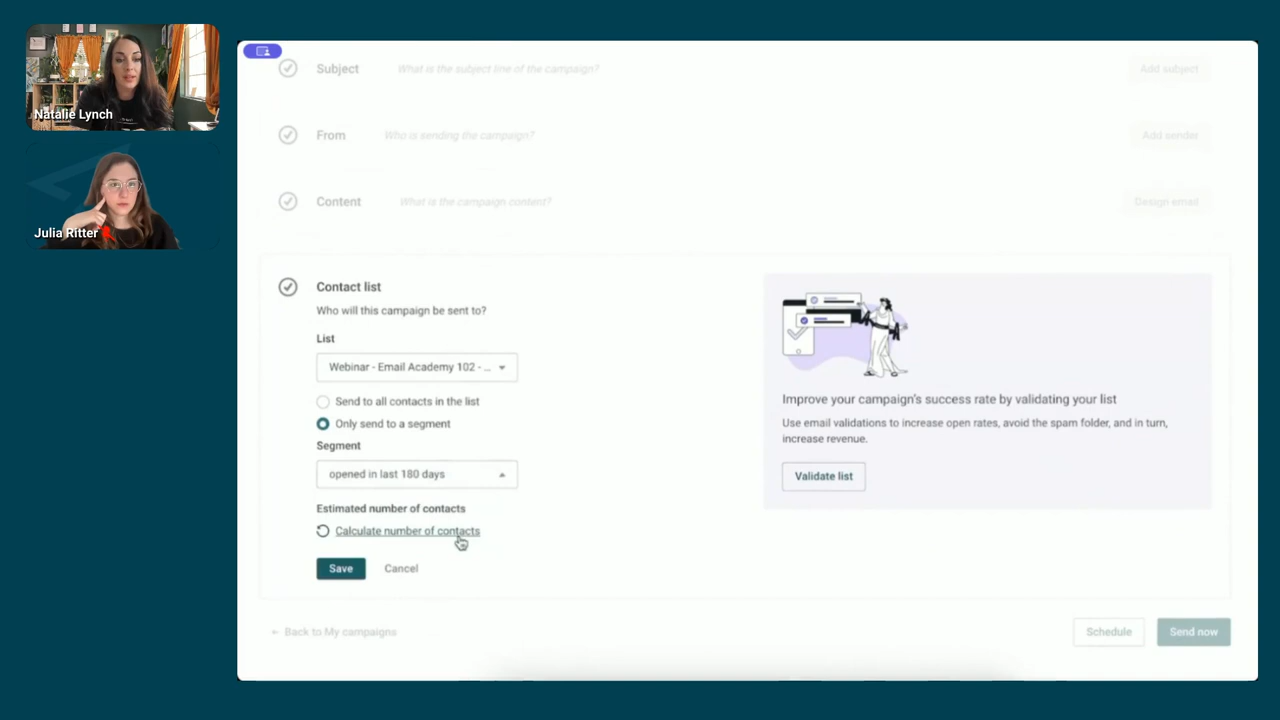 Natalie Lynch
Julia Ritter
Subject What is the subject line of the campaign? Add subject
From Who is sending the campaign? Add sender
Content What is the campaign content? Design email
Contact list
Who will this campaign be sent to?
List
Webinar - Email Academy 102 - ...
Send to all contacts in the list
Only send to a segment
Segment
opened in last 180 days
Estimated number of contacts
Calculate number of contacts
Save Cancel
Improve your campaign's success rate by validating your list
Use email validations to increase open rates, avoid the spam folder, and in turn,
increase revenue.
Validate list
← Back to My campaigns
Schedule Send now